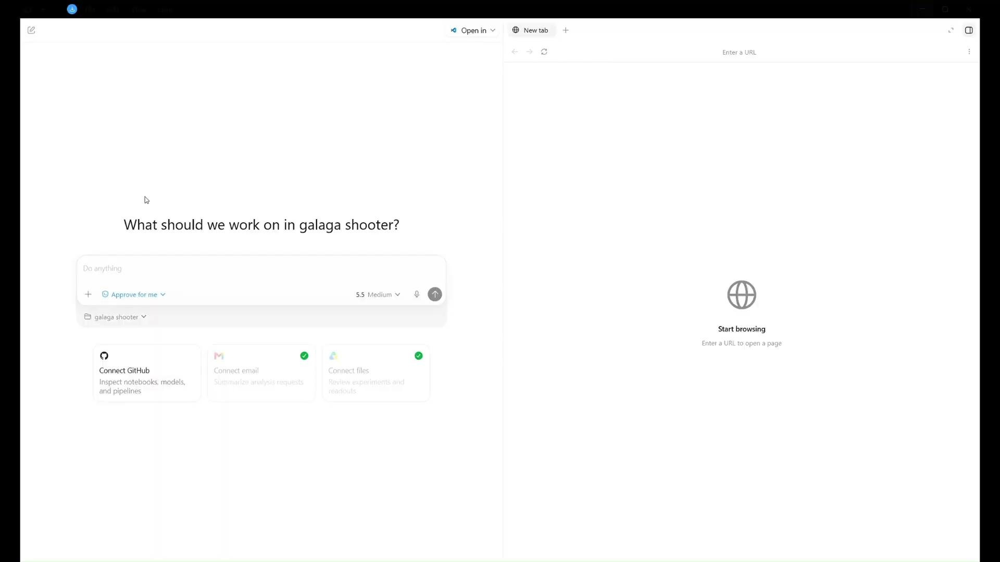 Open in
New tab
Enter a URL
What should we work on in galaga shooter?
Do anything
Approve for me
5.5 Medium
galaga shooter
Connect GitHub
Inspect notebooks, models,
and pipelines
Connect email
Summarize analysis requests
Connect files
Review experiments and
readouts
Start browsing
Enter a URL to open a page